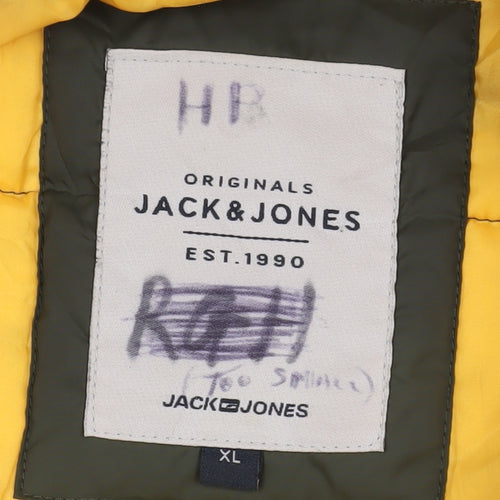 HB
ORIGINALS
JACK&JONES
EST.1990
(TOO SMALL)
JACK JONES
XL